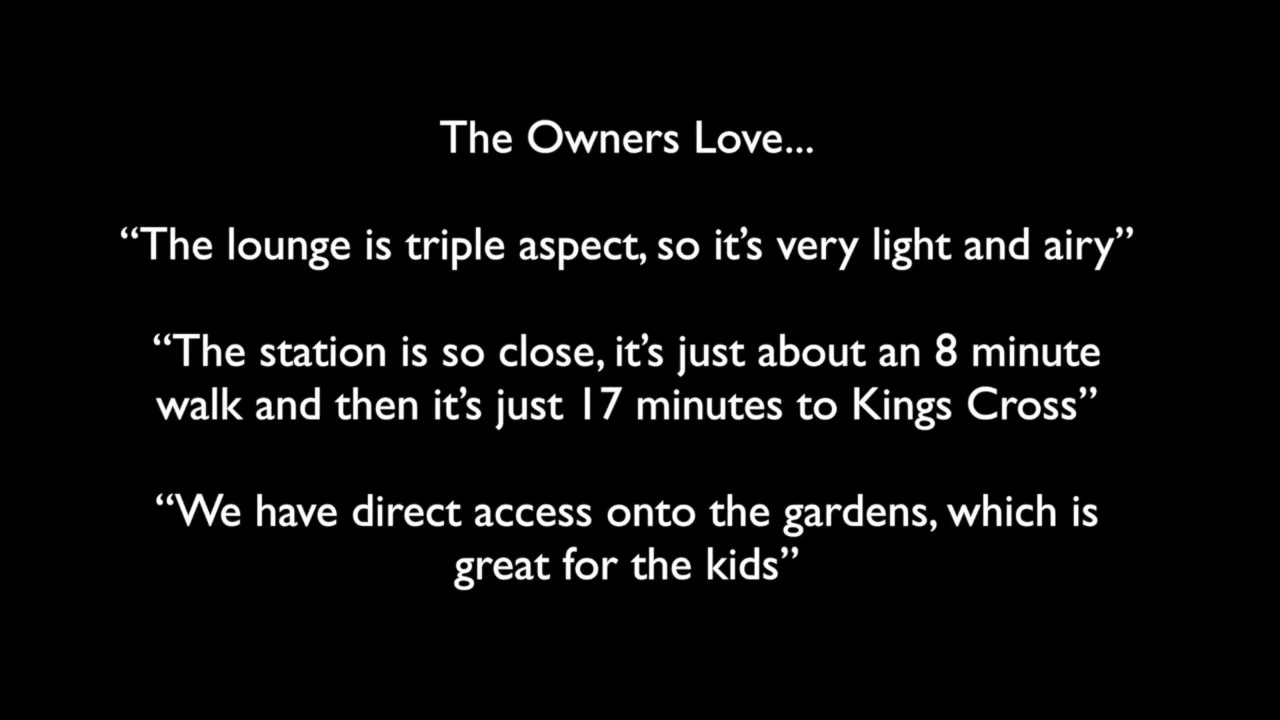 The Owners Love...
“The lounge is triple aspect, so it’s very light and airy”
“The station is so close, it’s just about an 8 minute
walk and then it’s just 17 minutes to Kings Cross”
“We have direct access onto the gardens, which is
great for the kids”